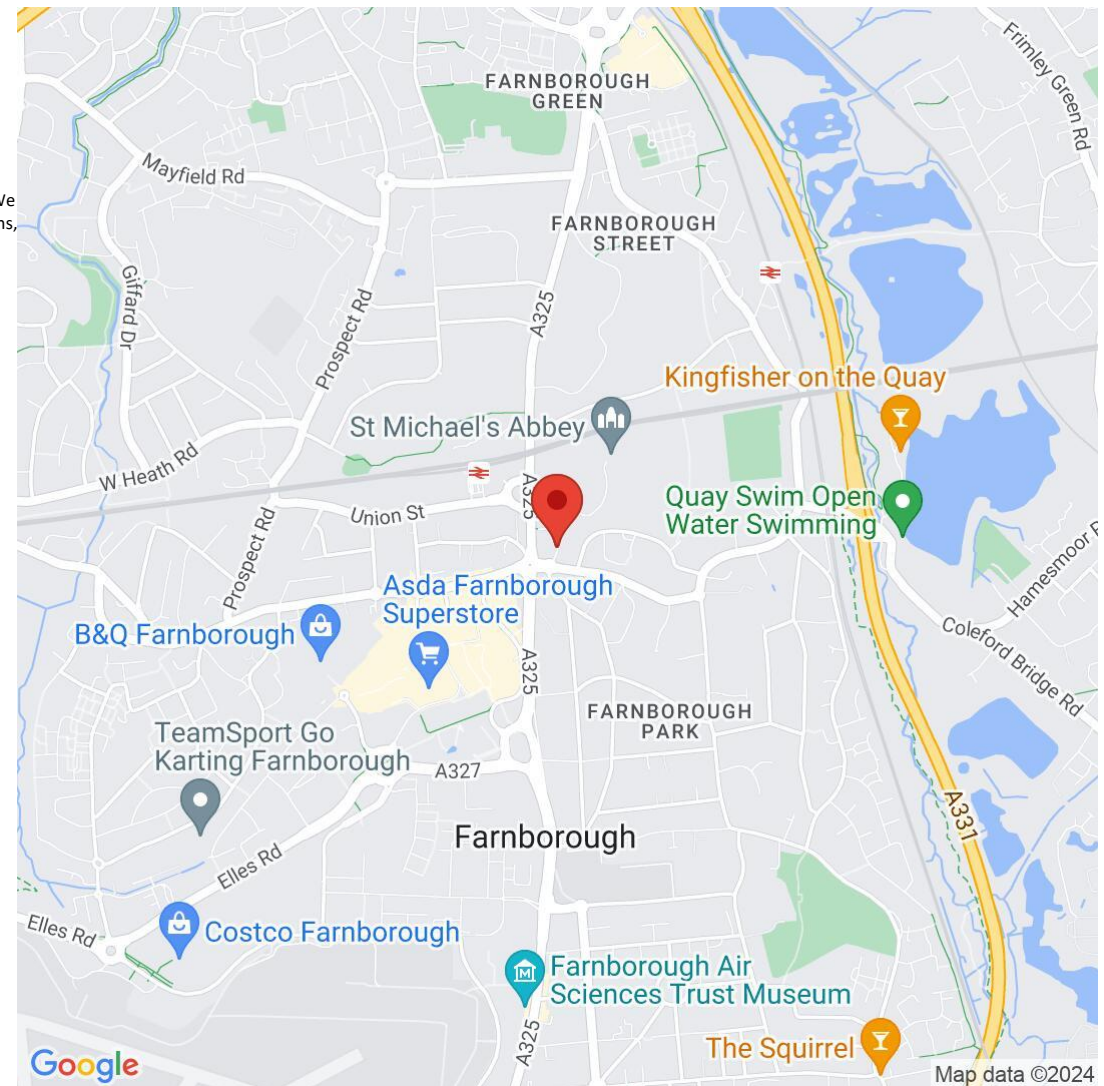 FARNBOROUGH
GREEN
Frimley Green Rd
Mayfield Rd
We
ns,
FARNBOROUGH
STREET
Giffard Dr
A325
Prospect Rd
Kingfisher on the Quay
St Michael's Abbey
W Heath Rd
A325
Quay Swim Open
Water Swimming
Union St
Prospect Rd
Hamesmoor R
Asda Farnborough
Superstore
B&Q Farnborough
Coleford Bridge Rd
A325
FARNBOROUGH
PARK
TeamSport Go
Karting Farnborough
A327
A331
Farnborough
Elles Rd
Elles Rd
Costco Farnborough
M
Farnborough Air
Sciences Trust Museum
A325
The Squirrel
Google
Map data ©2024